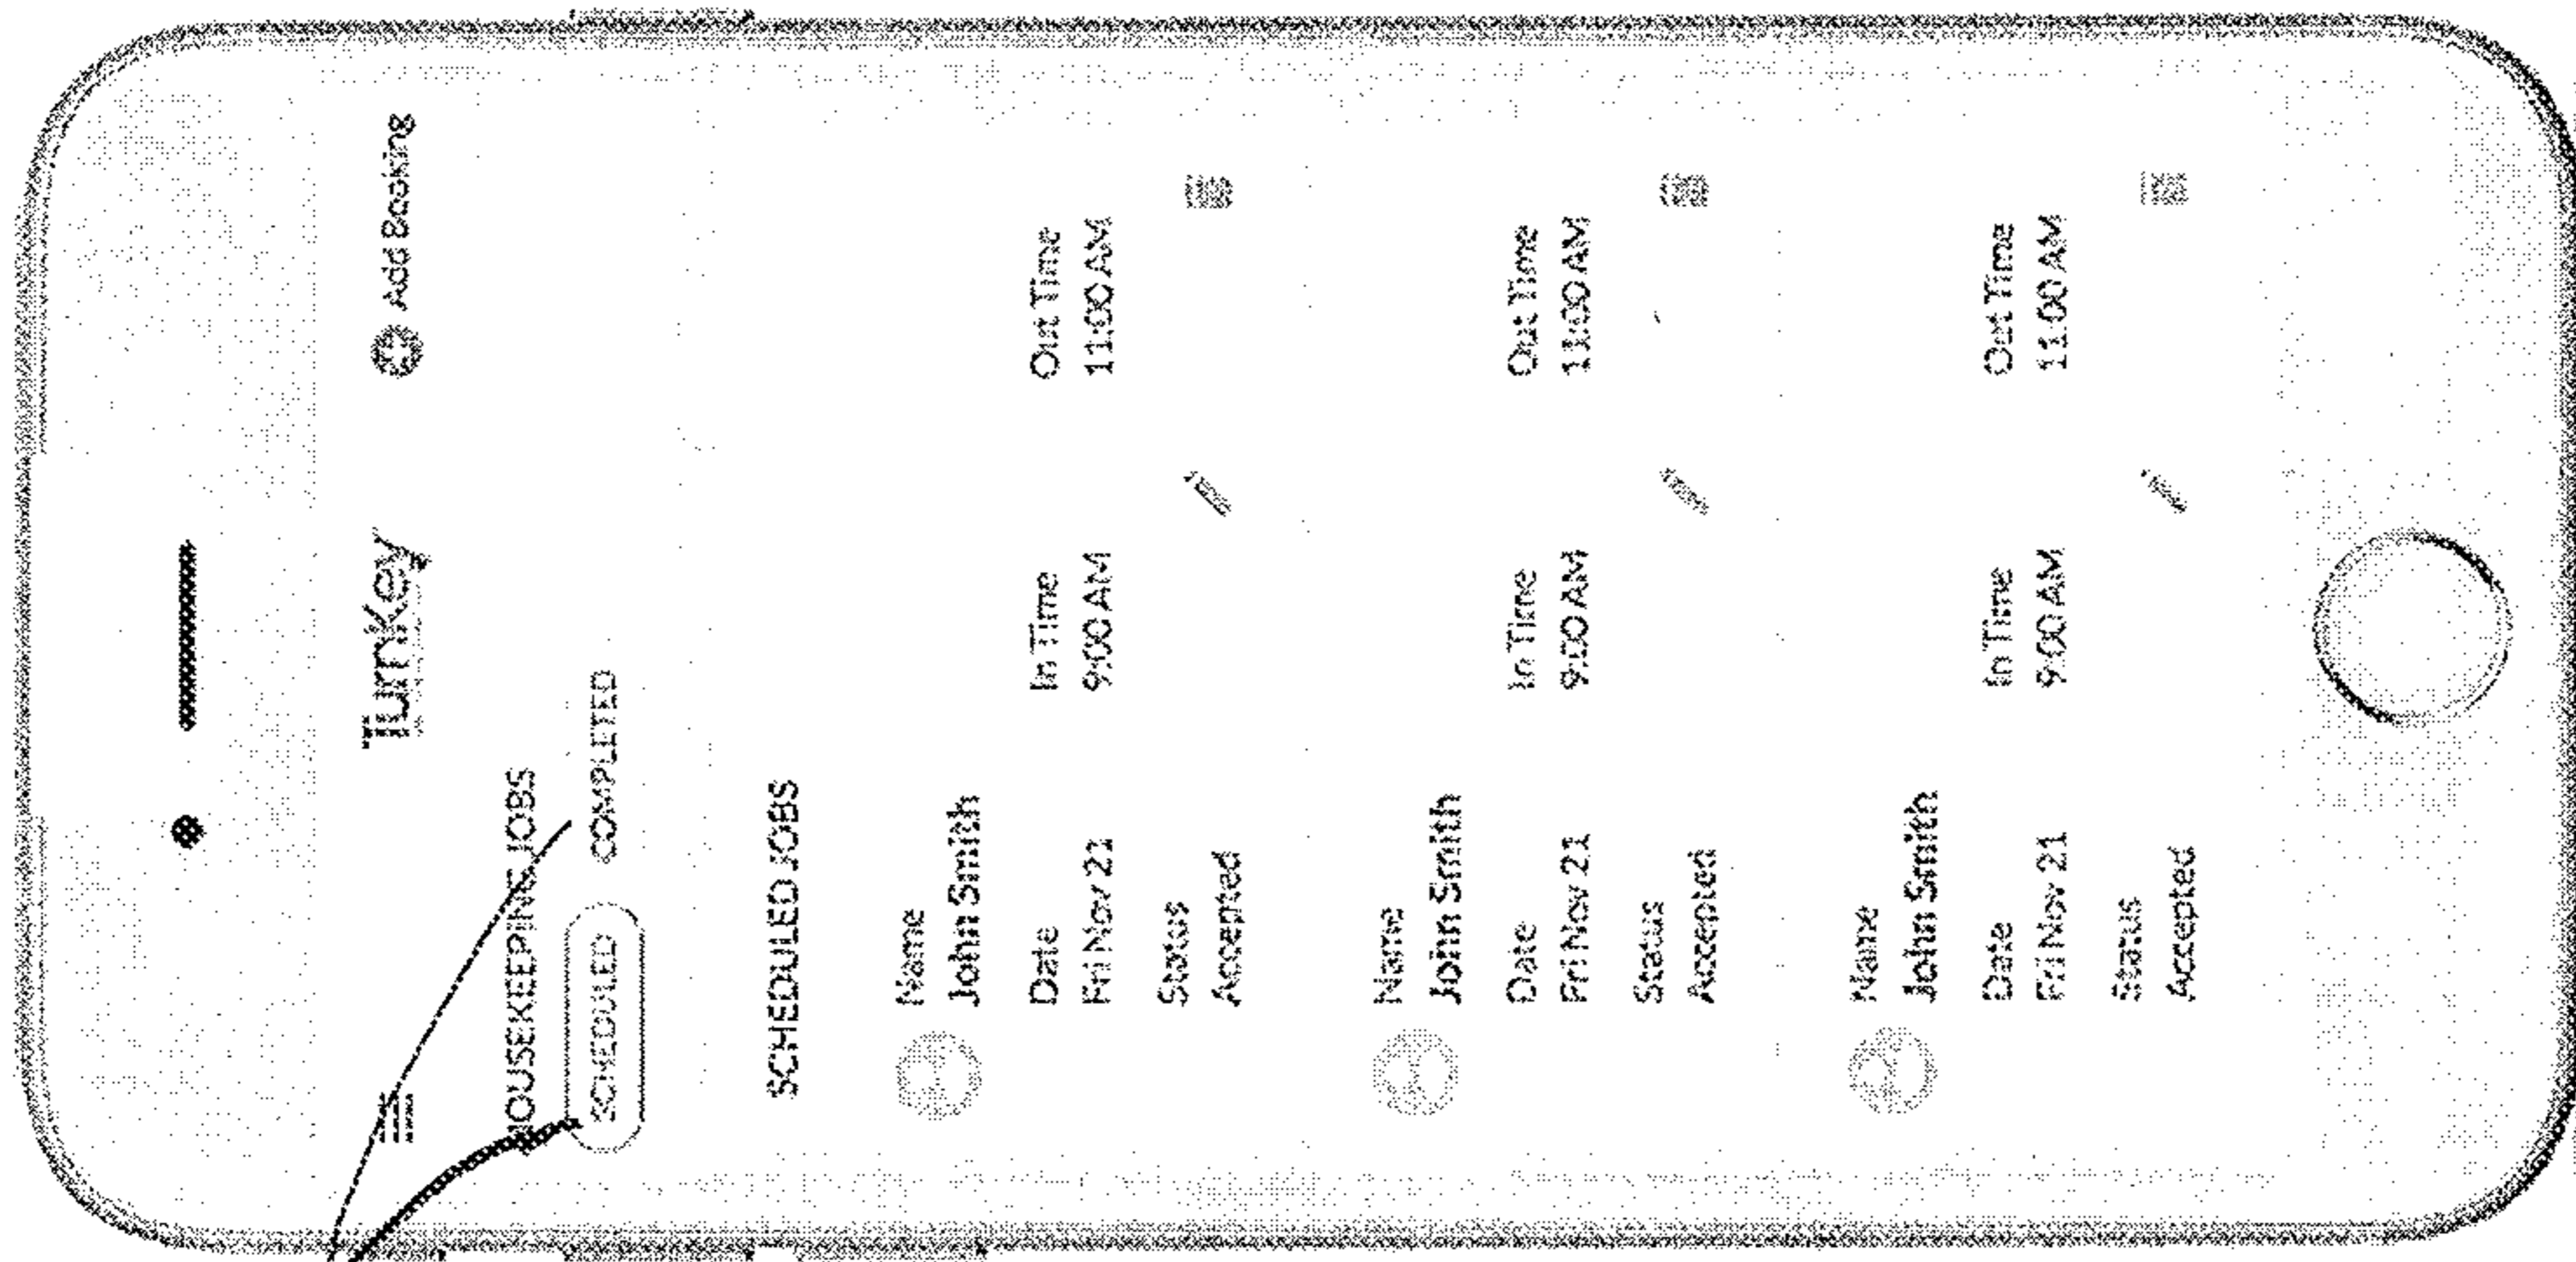 TurnKey
Add Booking
HOUSEKEEPING JOBS
SCHEDULED COMPLETED
SCHEDULED JOBS
Name
John Smith
Date In Time Out Time
Fri Nov 21 9:00 AM 11:00 AM
Status
Accepted
Name
John Smith
Date In Time Out Time
Fri Nov 21 9:00 AM 11:00 AM
Status
Accepted
Name
John Smith
Date In Time Out Time
Fri Nov 21 9:00 AM 11:00 AM
Status
Accepted